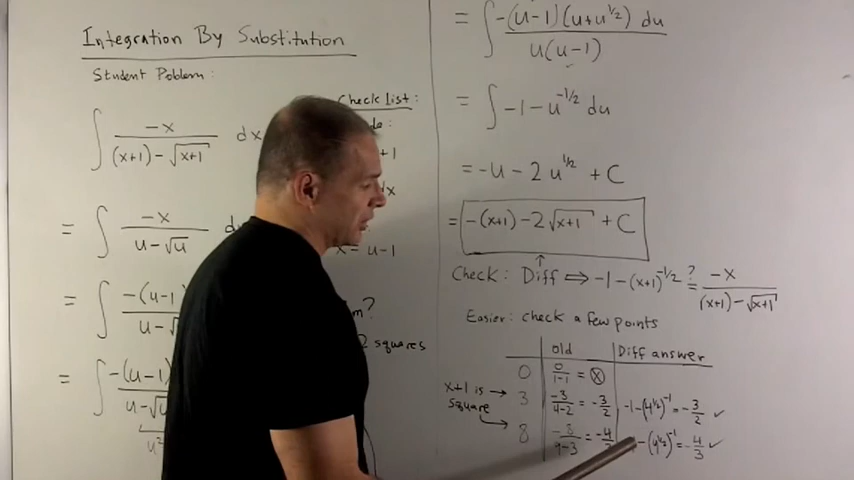 Integration By Substitution
Student Problem:
∫ -x / ((x+1) - √(x+1)) dx
= ∫ -x / (u - √u)
= ∫ -(u-1) / u -
= ∫ -(u-1) / u - √u
Check List:
+1
x = u-1
2 squares
= ∫ -(u-1)(u+u^1/2) du / u(u-1)
= ∫ -1 - u^-1/2 du
= -u - 2u^1/2 + C
= -(x+1) - 2√(x+1) + C
Check: Diff ⟺ -1 - (x+1)^-1/2 ?= -x / ((x+1) - √(x+1))
Easier: check a few points
old | Diff answer
0 | 0/(1-1) = ⊗
x+1 is square → 3 | -3/(4-2) = -3/2 | -1-(4^1/2)^-1 = -3/2 ✓
8 | -8/(9-3) = -4/ | -(9^1/2)^-1 = -4/3 ✓